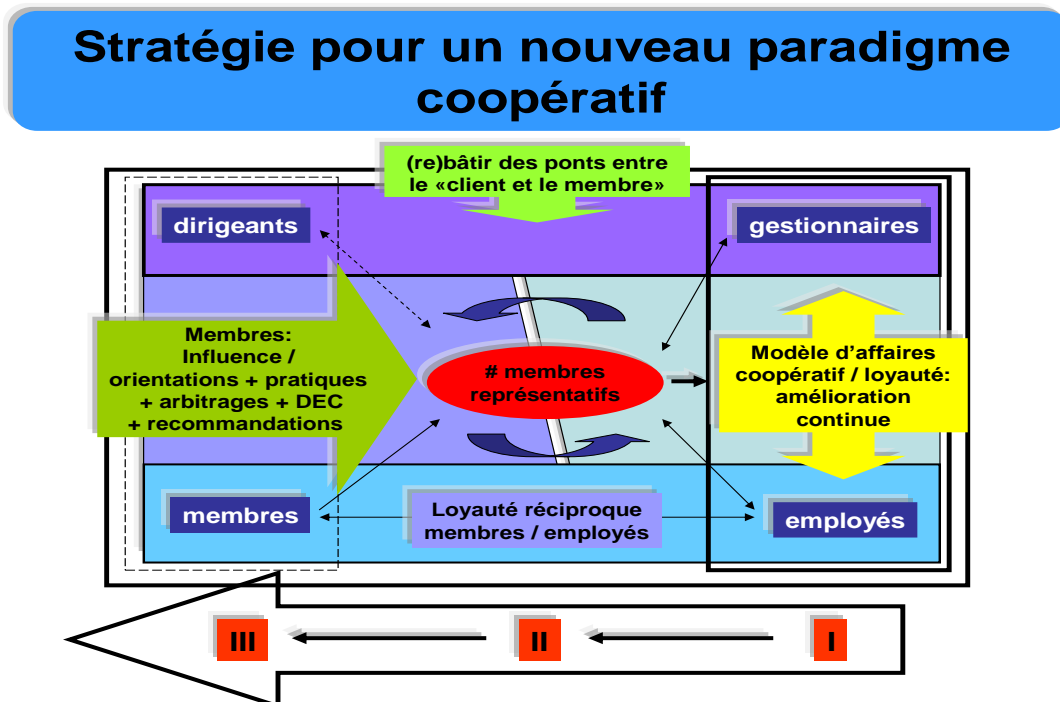 Stratégie pour un nouveau paradigme
coopératif
(re)bâtir des ponts entre
le «client et le membre»
dirigeants
gestionnaires
Membres:
Influence /
orientations + pratiques
+ arbitrages + DEC
+ recommandations
# membres
représentatifs
Modèle d’affaires
coopératif / loyauté:
amélioration
continue
membres
Loyauté réciproque
membres / employés
employés
III
II
I